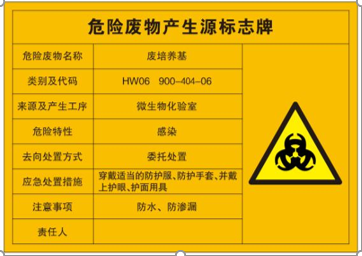 危险废物产生源标志牌
危险废物名称 废培养基
类别及代码 HW06 900-404-06
来源及产生工序 微生物化验室
危险特性 感染
去向处置方式 委托处置
应急处置措施 穿戴适当的防护服、防护手套、并戴
上护眼、护面用具
注意事项 防水、防渗漏
责任人